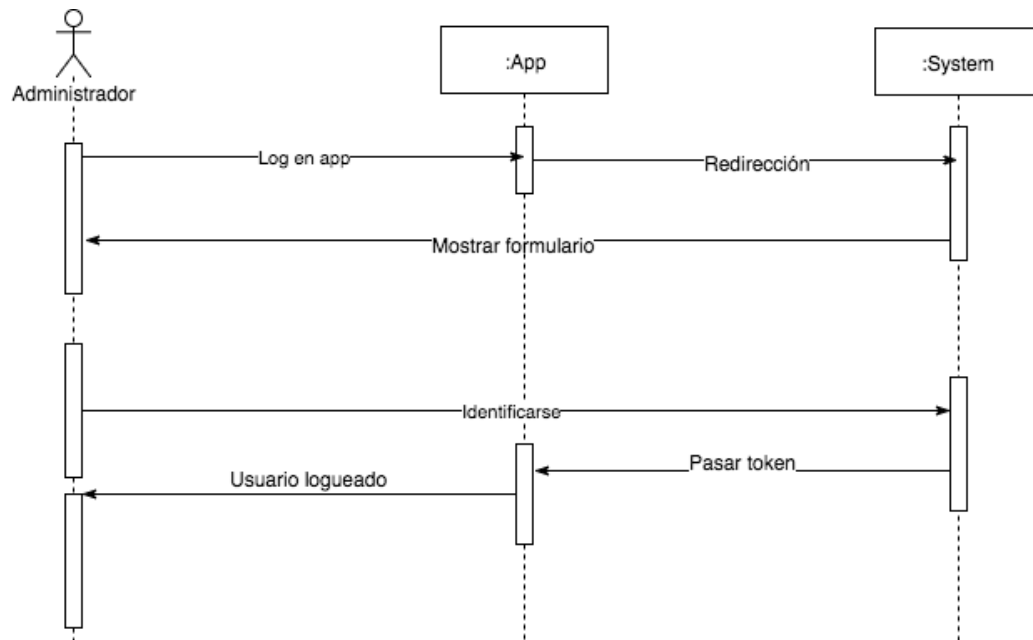 :App
:System
Administrador
Log en app
Redirección
Mostrar formulario
Identificarse
Pasar token
Usuario logueado